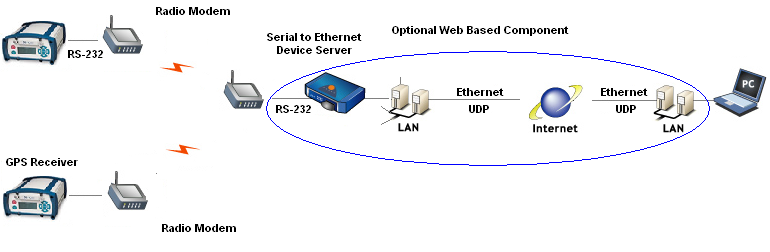 Radio Modem
RS-232
Serial to Ethernet
Device Server
Optional Web Based Component
RS-232
LAN
Ethernet
UDP
Internet
Ethernet
UDP
LAN
PC
GPS Receiver
Radio Modem